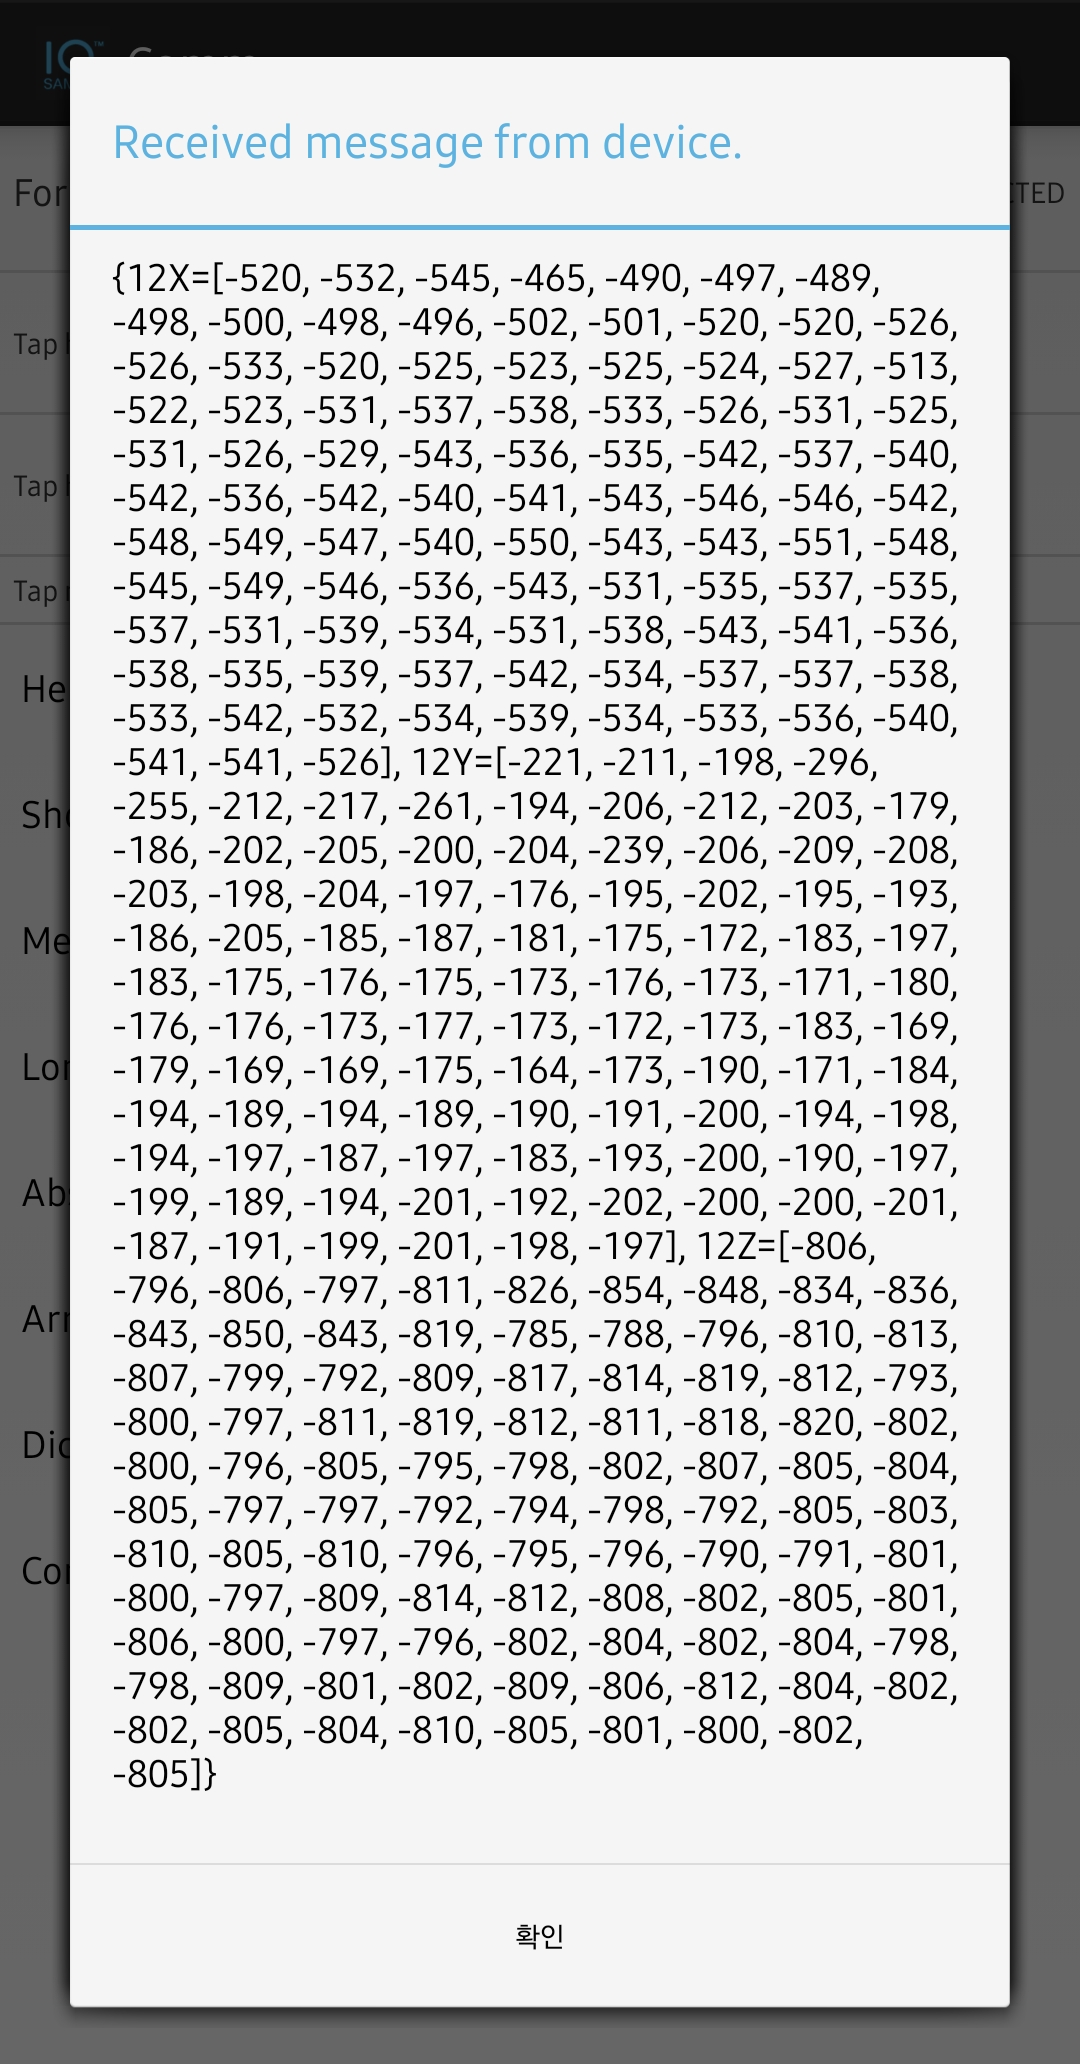 IQ™
SAM
Received message from device.
For
CTED
{12X=[-520, -532, -545, -465, -490, -497, -489,
-498, -500, -498, -496, -502, -501, -520, -520, -526,
-526, -533, -520, -525, -523, -525, -524, -527, -513,
-522, -523, -531, -537, -538, -533, -526, -531, -525,
-531, -526, -529, -543, -536, -535, -542, -537, -540,
-542, -536, -542, -540, -541, -543, -546, -546, -542,
-548, -549, -547, -540, -550, -543, -543, -551, -548,
-545, -549, -546, -536, -543, -531, -535, -537, -535,
-537, -531, -539, -534, -531, -538, -543, -541, -536,
-538, -535, -539, -537, -542, -534, -537, -537, -538,
-533, -542, -532, -534, -539, -534, -533, -536, -540,
-541, -541, -526], 12Y=[-221, -211, -198, -296,
-255, -212, -217, -261, -194, -206, -212, -203, -179,
-186, -202, -205, -200, -204, -239, -206, -209, -208,
-203, -198, -204, -197, -176, -195, -202, -195, -193,
-186, -205, -185, -187, -181, -175, -172, -183, -197,
-183, -175, -176, -175, -173, -176, -173, -171, -180,
-176, -176, -173, -177, -173, -172, -173, -183, -169,
-179, -169, -169, -175, -164, -173, -190, -171, -184,
-194, -189, -194, -189, -190, -191, -200, -194, -198,
-194, -197, -187, -197, -183, -193, -200, -190, -197,
-199, -189, -194, -201, -192, -202, -200, -200, -201,
-187, -191, -199, -201, -198, -197], 12Z=[-806,
-796, -806, -797, -811, -826, -854, -848, -834, -836,
-843, -850, -843, -819, -785, -788, -796, -810, -813,
-807, -799, -792, -809, -817, -814, -819, -812, -793,
-800, -797, -811, -819, -812, -811, -818, -820, -802,
-800, -796, -805, -795, -798, -802, -807, -805, -804,
-805, -797, -797, -792, -794, -798, -792, -805, -803,
-810, -805, -810, -796, -795, -796, -790, -791, -801,
-800, -797, -809, -814, -812, -808, -802, -805, -801,
-806, -800, -797, -796, -802, -804, -802, -804, -798,
-798, -809, -801, -802, -809, -806, -812, -804, -802,
-802, -805, -804, -810, -805, -801, -800, -802,
-805]}
Tap
Tap
Tap
He
Sho
Me
Lon
Ab
Arr
Dic
Cor
확인